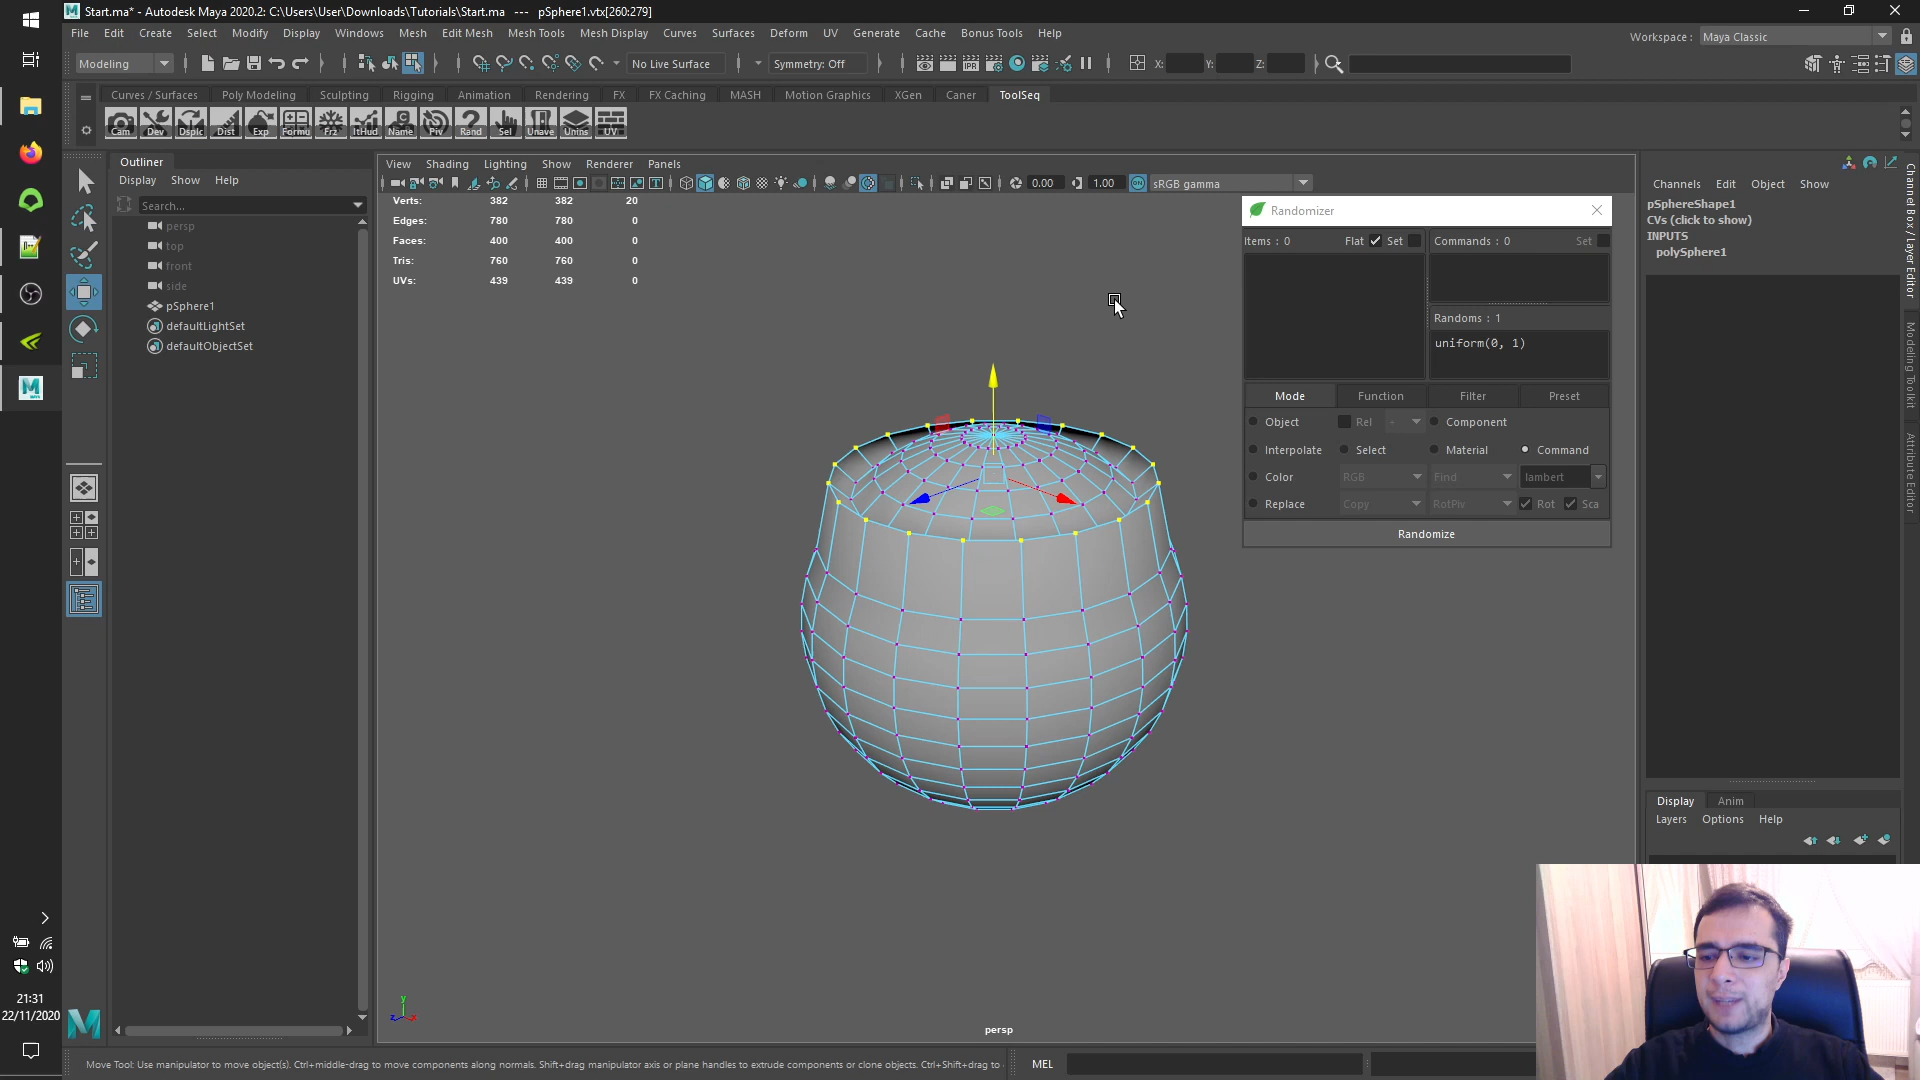 Start.ma* - Autodesk Maya 2020.2: C:\Users\User\Downloads\Tutorials\Start.ma --- pSphere1.vtx[260:279]
File Edit Create Select Modify Display Windows Mesh Edit Mesh Mesh Tools Mesh Display Curves Surfaces Deform UV Generate Cache Bonus Tools Help
Workspace : Maya Classic
Modeling
No Live Surface
Symmetry: Off
X: Y: Z:
Curves / Surfaces Poly Modeling Sculpting Rigging Animation Rendering FX FX Caching MASH Motion Graphics XGen Caner ToolSeq
Cam Dev Dsplc Dist Exp Formu Frz ItHud Name Piv Rand Sel Unave Unins UV
Outliner
Display Show Help
Search...
persp
top
front
side
pSphere1
defaultLightSet
defaultObjectSet
View Shading Lighting Show Renderer Panels
0.00 1.00 sRGB gamma
Verts: 382 382 20
Edges: 780 780 0
Faces: 400 400 0
Tris: 760 760 0
UVs: 439 439 0
persp
y
z x
Randomizer
Items : 0 Flat Set Commands : 0 Set
Randoms : 1
uniform(0, 1)
Mode Function Filter Preset
Object Rel - Component
Interpolate Select Material Command
Color RGB Find lambert
Replace Copy RotPiv Rot Sca
Randomize
Channels Edit Object Show
pSphereShape1
CVs (click to show)
INPUTS
polySphere1
Channel Box / Layer Editor
Modeling Toolkit
Attribute Editor
Display Anim
Layers Options Help
21:31
22/11/2020
Move Tool: Use manipulator to move object(s). Ctrl+middle-drag to move components along normals. Shift+drag manipulator axis or plane handles to extrude components or clone objects. Ctrl+Shift+drag to
MEL